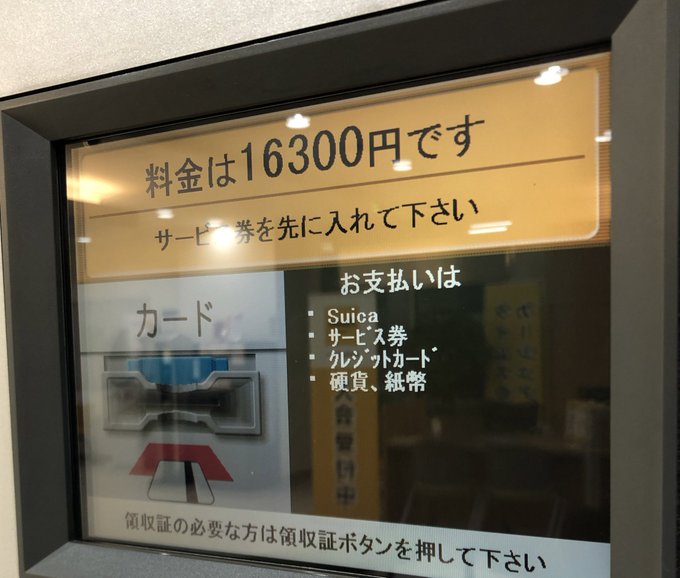 料金は16300円です
サービス券を先に入れて下さい
カード
お支払いは
・Suica
・サービス券
・クレジットカード
・硬貨、紙幣
領収証の必要な方は領収証ボタンを押して下さい